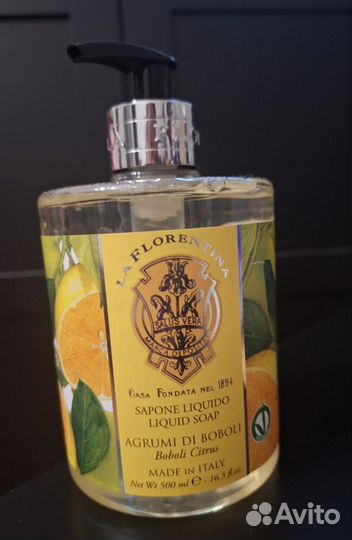 LA FLORENTINA
SALUS VERA
CASA FONDATA NEL 1894
SAPONE LIQUIDO
LIQUID SOAP
AGRUMI DI BOBOLI
Boboli Citrus
MADE IN ITALY
Net Wt 500 ml e - 16.5 fl.oz.
Avito